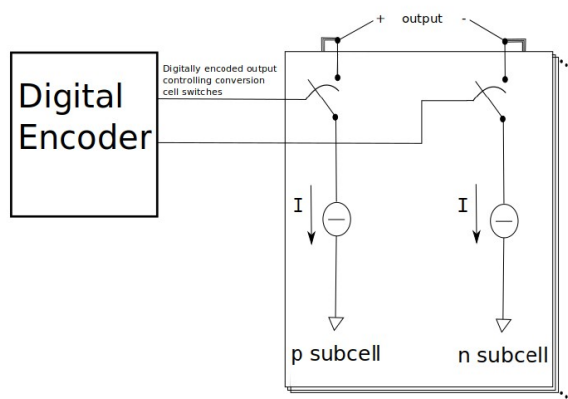 + output -
Digitally encoded output
controlling conversion
cell switches
Digital
Encoder
I
I
p subcell
n subcell